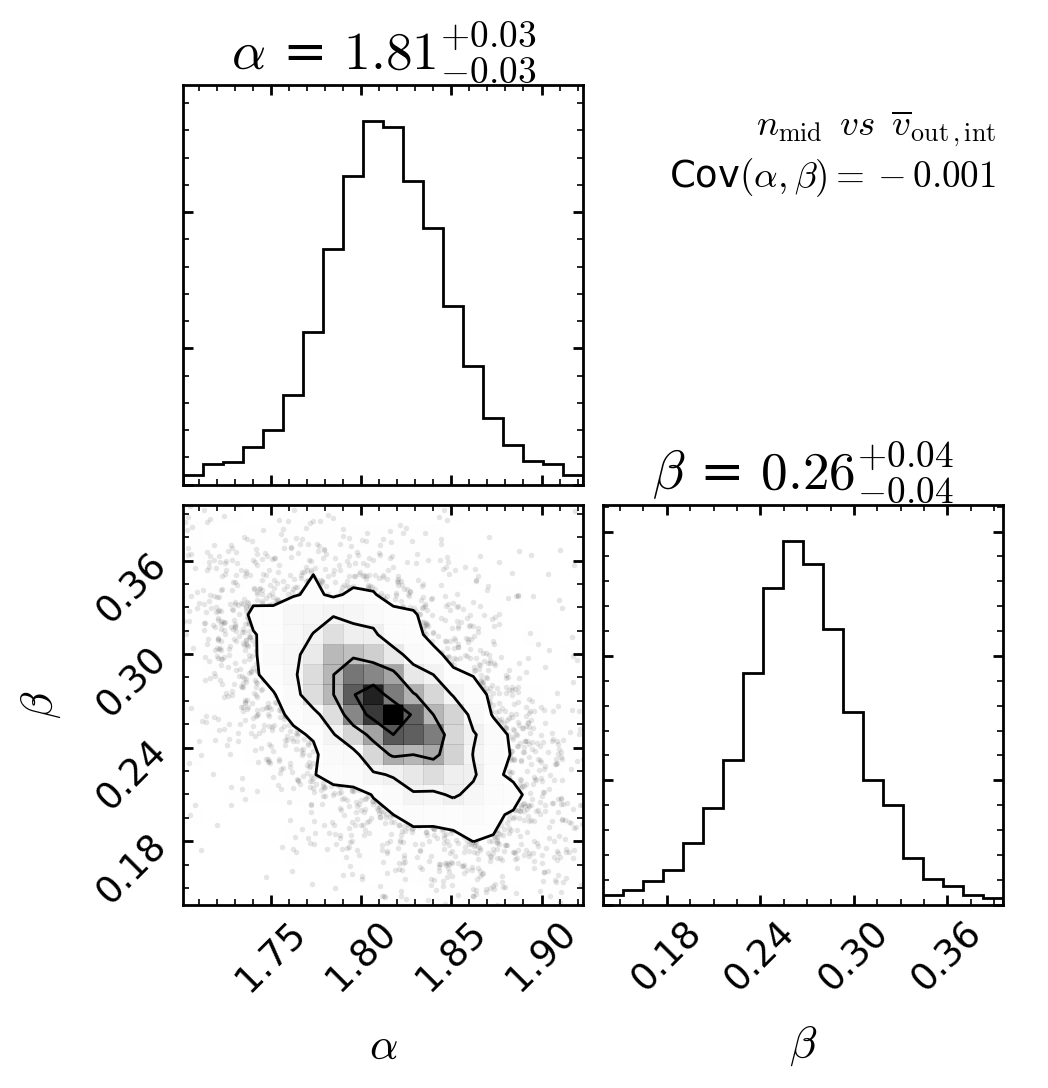 α = 1.81 +0.03 −0.03
n_mid vs v̅_out,int
Cov(α, β) = −0.001
β = 0.26 +0.04 −0.04
0.36
0.30
0.24
0.18
β
1.75 1.80 1.85 1.90
α
0.18 0.24 0.30 0.36
β